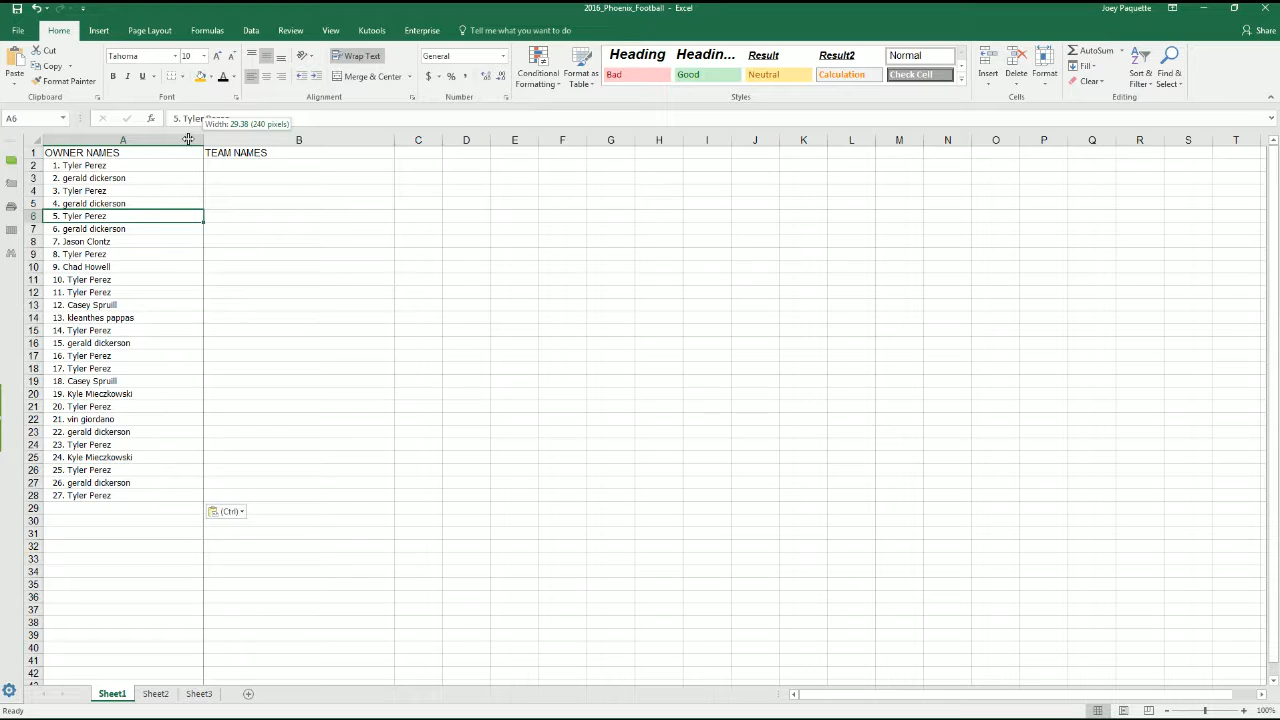 2016_Phoenix_Football - Excel
Joey Paquette
File Home Insert Page Layout Formulas Data Review View Kutools Enterprise Tell me what you want to do Share
Paste
Cut
Copy
Format Painter
Clipboard
Tahoma 10
Font
Wrap Text
Merge & Center
Alignment
General
Number
Conditional Formatting
Format as Table
Heading Headin... Result Result2 Normal
Bad Good Neutral Calculation Check Cell
Styles
Insert Delete Format
Cells
AutoSum
Fill
Clear
Sort & Filter
Find & Select
Editing
A6 5. Tyler Perez
Width: 29.38 (240 pixels)
A B C D E F G H I J K L M N O P Q R S T
1 OWNER NAMES TEAM NAMES
2 1. Tyler Perez
3 2. gerald dickerson
4 3. Tyler Perez
5 4. gerald dickerson
6 5. Tyler Perez
7 6. gerald dickerson
8 7. Jason Clontz
9 8. Tyler Perez
10 9. Chad Howell
11 10. Tyler Perez
12 11. Tyler Perez
13 12. Casey Spruill
14 13. kleanthes pappas
15 14. Tyler Perez
16 15. gerald dickerson
17 16. Tyler Perez
18 17. Tyler Perez
19 18. Casey Spruill
20 19. Kyle Mieczkowski
21 20. Tyler Perez
22 21. vin giordano
23 22. gerald dickerson
24 23. Tyler Perez
25 24. Kyle Mieczkowski
26 25. Tyler Perez
27 26. gerald dickerson
28 27. Tyler Perez
29 (Ctrl)
30
31
32
33
34
35
36
37
38
39
40
41
42
Sheet1 Sheet2 Sheet3
Ready 100%